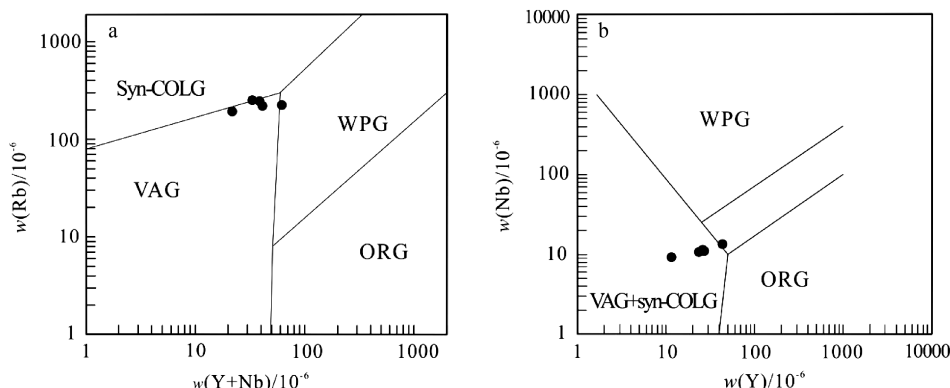 a
1000
100
10
1
w(Rb)/10⁻⁶
Syn-COLG
WPG
VAG
ORG
1 10 100 1000
w(Y+Nb)/10⁻⁶
b
10000
1000
100
10
1
w(Nb)/10⁻⁶
WPG
VAG+syn-COLG
ORG
1 10 100 1000 10000
w(Y)/10⁻⁶